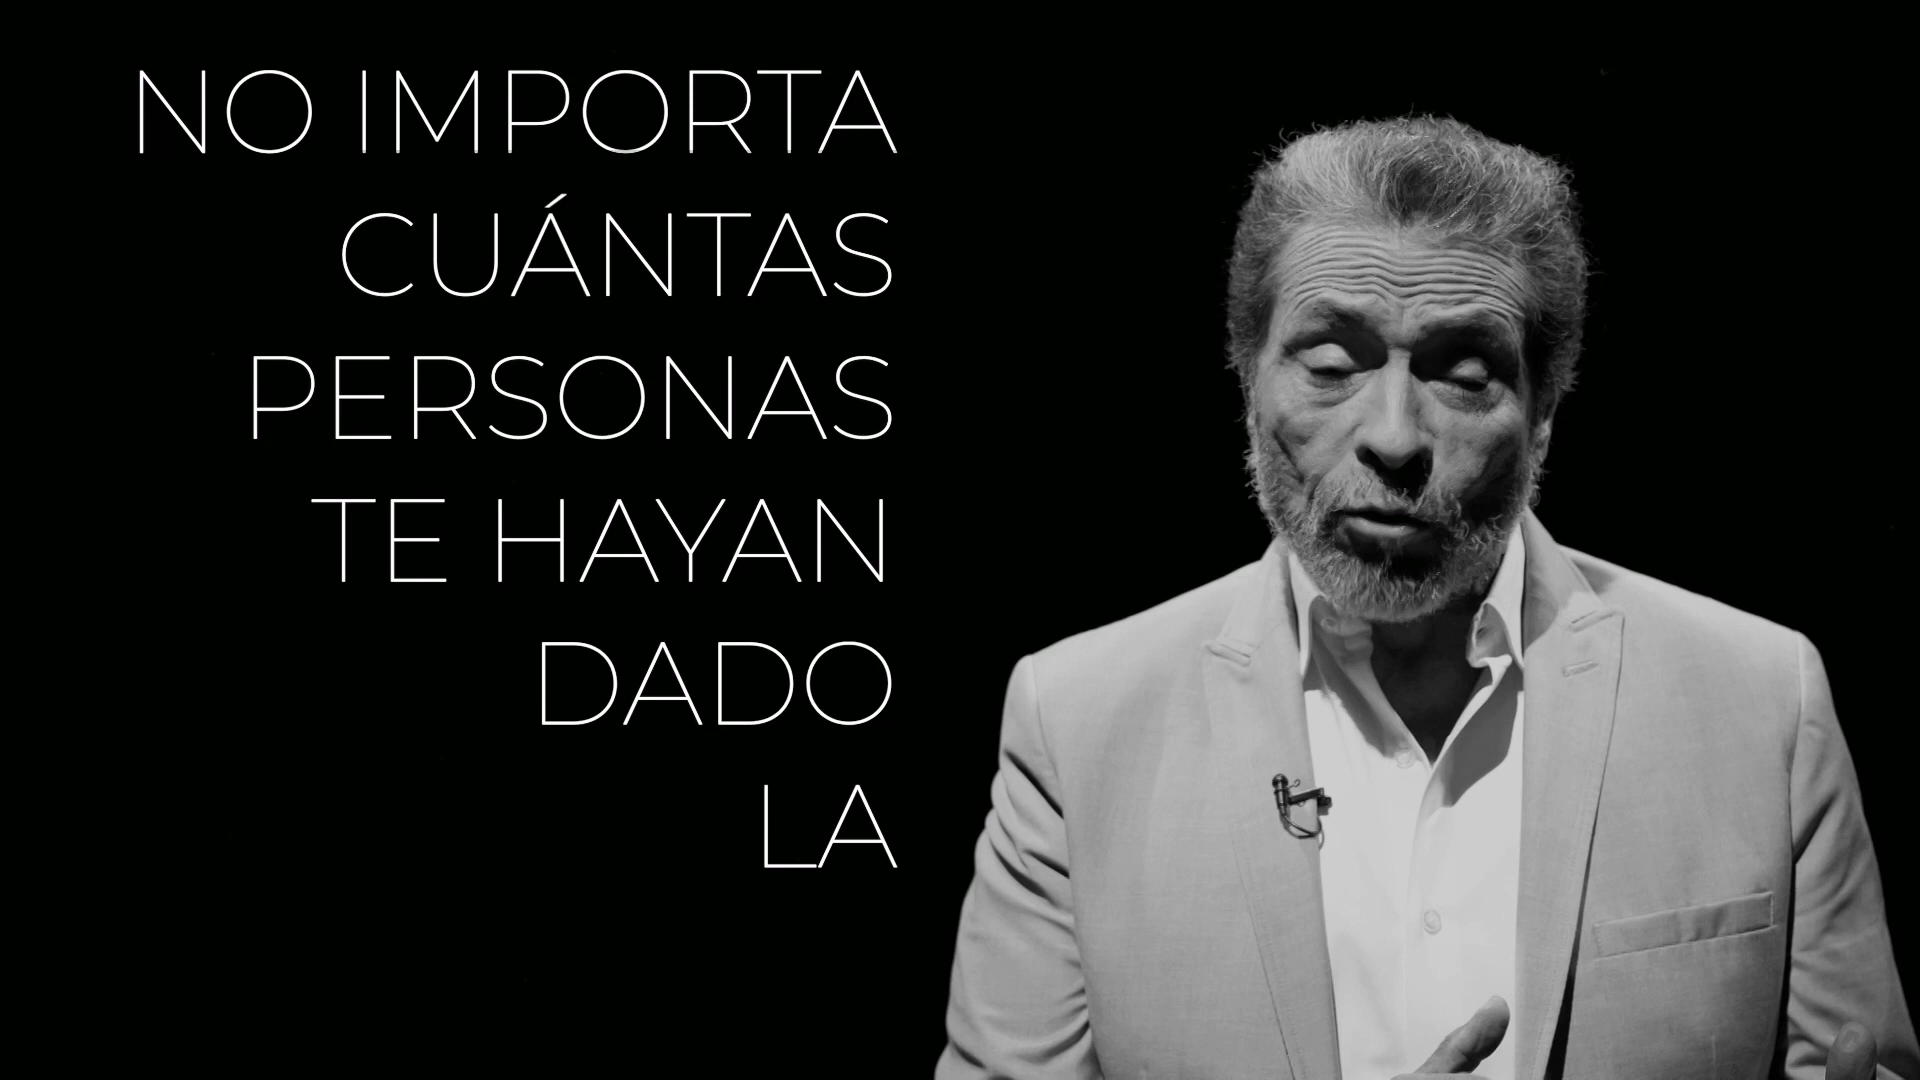 NO IMPORTA
CUÁNTAS
PERSONAS
TE HAYAN
DADO
LA